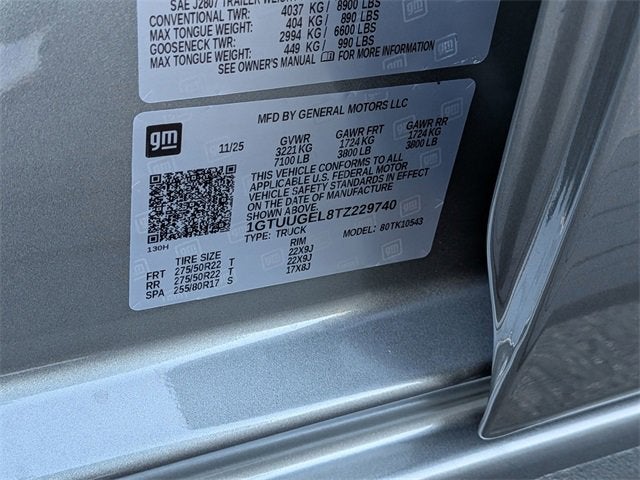 SAE J2807 TRAILER WEIGHT
CONVENTIONAL TWR: 4037 KG / 8900 LBS
MAX TONGUE WEIGHT: 404 KG / 890 LBS
GOOSENECK TWR: 2994 KG / 6600 LBS
MAX TONGUE WEIGHT: 449 KG / 990 LBS
SEE OWNER'S MANUAL FOR MORE INFORMATION
gm
MFD BY GENERAL MOTORS LLC
11/25 GVWR GAWR FRT GAWR RR
3221 KG 1724 KG 1724 KG
7100 LB 3800 LB 3800 LB
THIS VEHICLE CONFORMS TO ALL
APPLICABLE U.S. FEDERAL MOTOR
VEHICLE SAFETY STANDARDS IN EFFECT
ON THE DATE OF MANUFACTURE
1GTUUGEL8TZ229740
TYPE: TRUCK MODEL: 80TK10543
130H
TIRE SIZE RIM
FRT 275/50R22 T 22X9J
RR 275/50R22 T 22X9J
SPA 255/80R17 S 17X8J